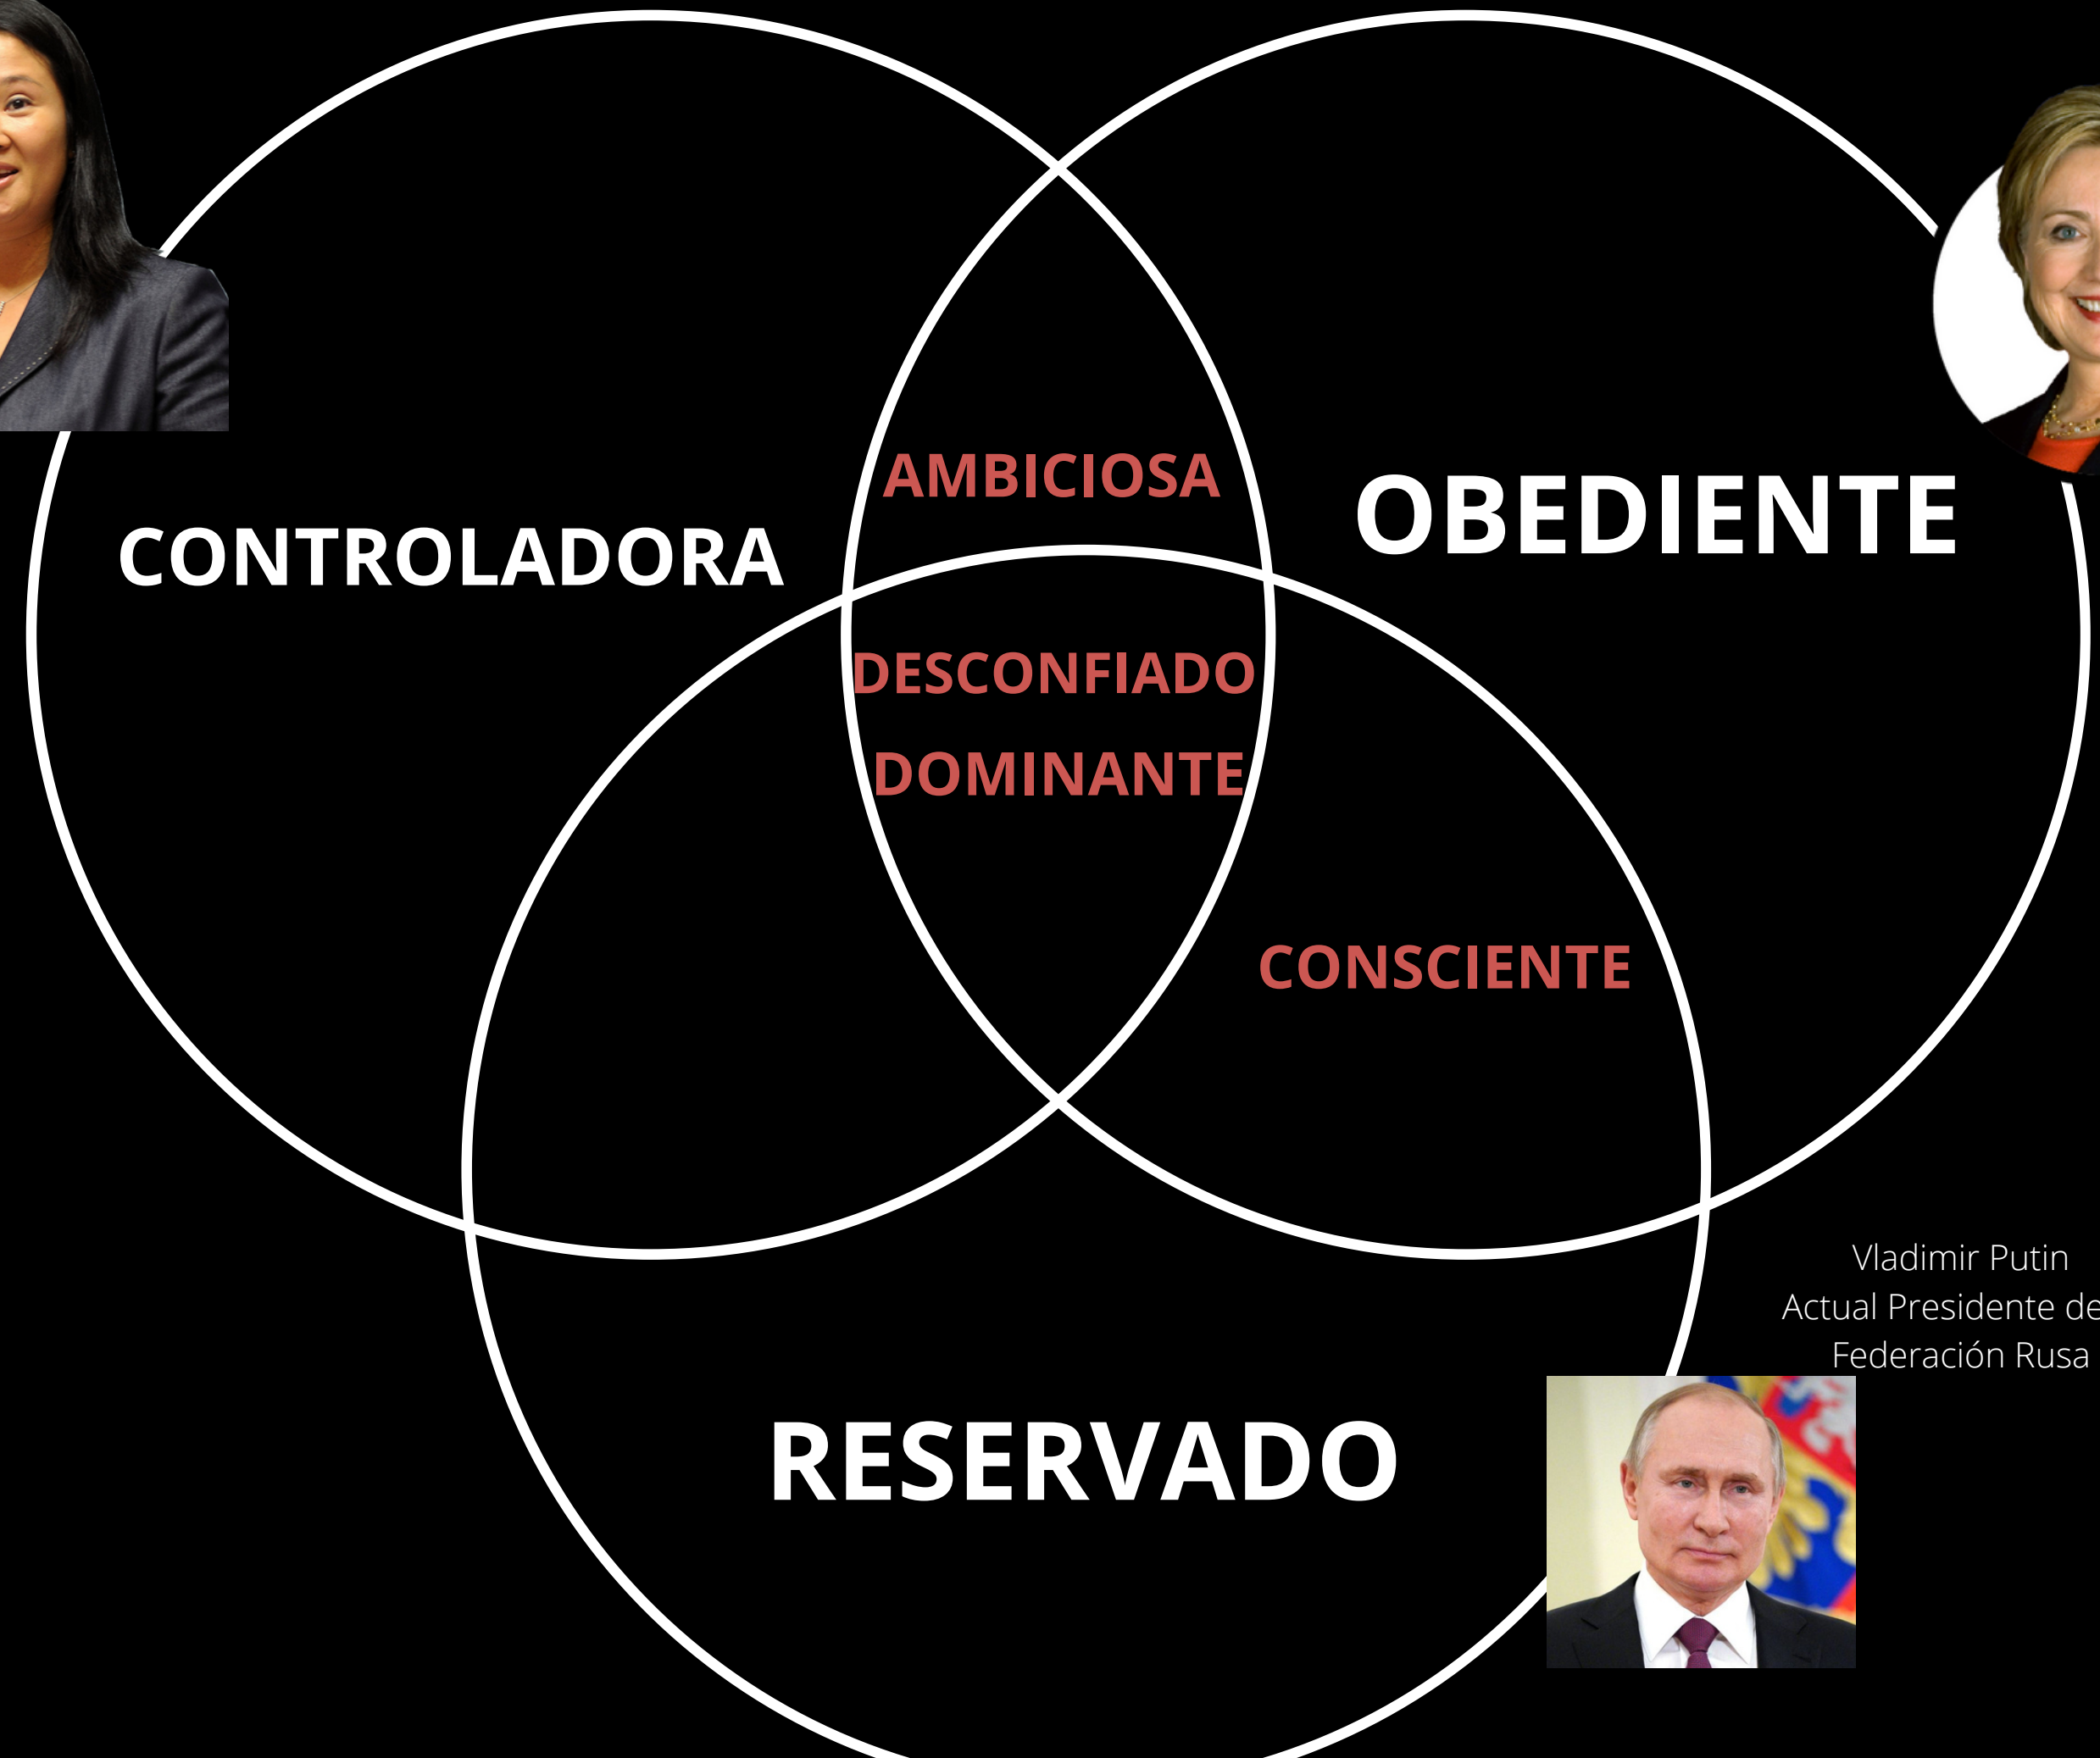 AMBICIOSA
OBEDIENTE
CONTROLADORA
DESCONFIADO
DOMINANTE
CONSCIENTE
Vladimir Putin
Actual Presidente de
Federación Rusa
RESERVADO